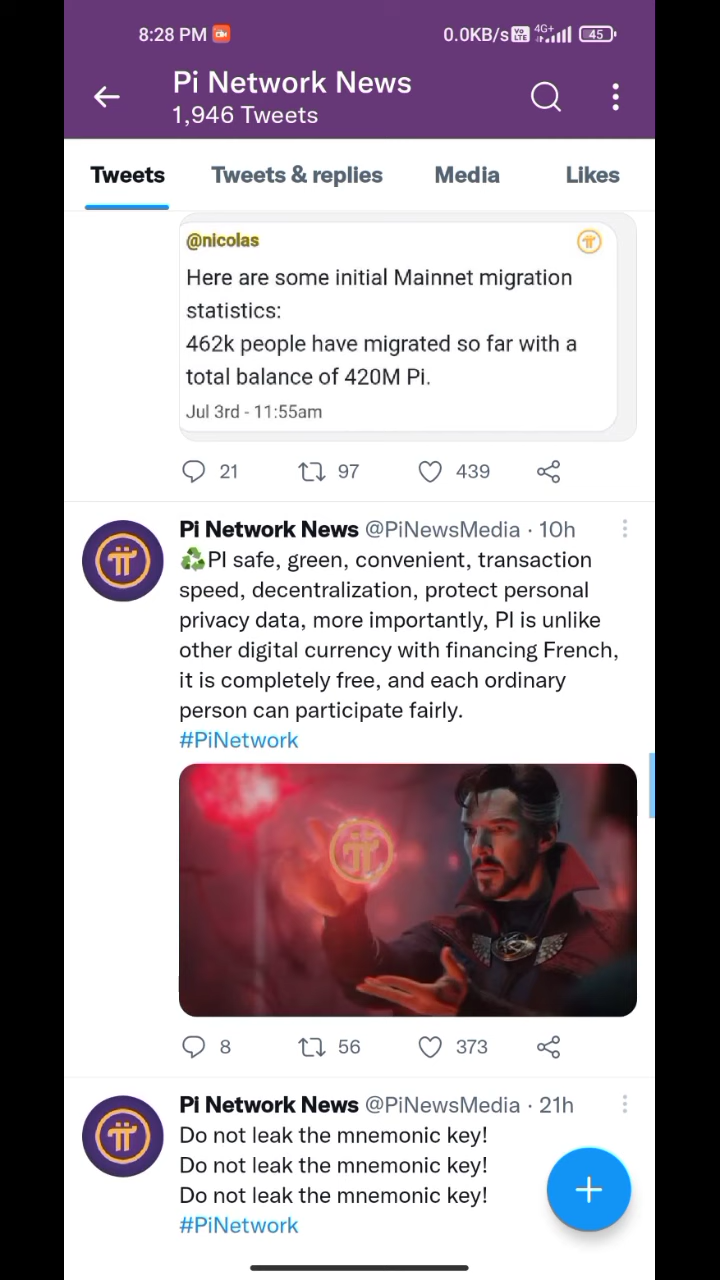 8:28 PM
0.0KB/s Vo LTE 4G+ 45
Pi Network News
1,946 Tweets
Tweets Tweets & replies Media Likes
@nicolas
Here are some initial Mainnet migration
statistics:
462k people have migrated so far with a
total balance of 420M Pi.
Jul 3rd - 11:55am
21 97 439
Pi Network News @PiNewsMedia · 10h
♻️PI safe, green, convenient, transaction
speed, decentralization, protect personal
privacy data, more importantly, PI is unlike
other digital currency with financing French,
it is completely free, and each ordinary
person can participate fairly.
#PiNetwork
8 56 373
Pi Network News @PiNewsMedia · 21h
Do not leak the mnemonic key!
Do not leak the mnemonic key!
Do not leak the mnemonic key!
#PiNetwork